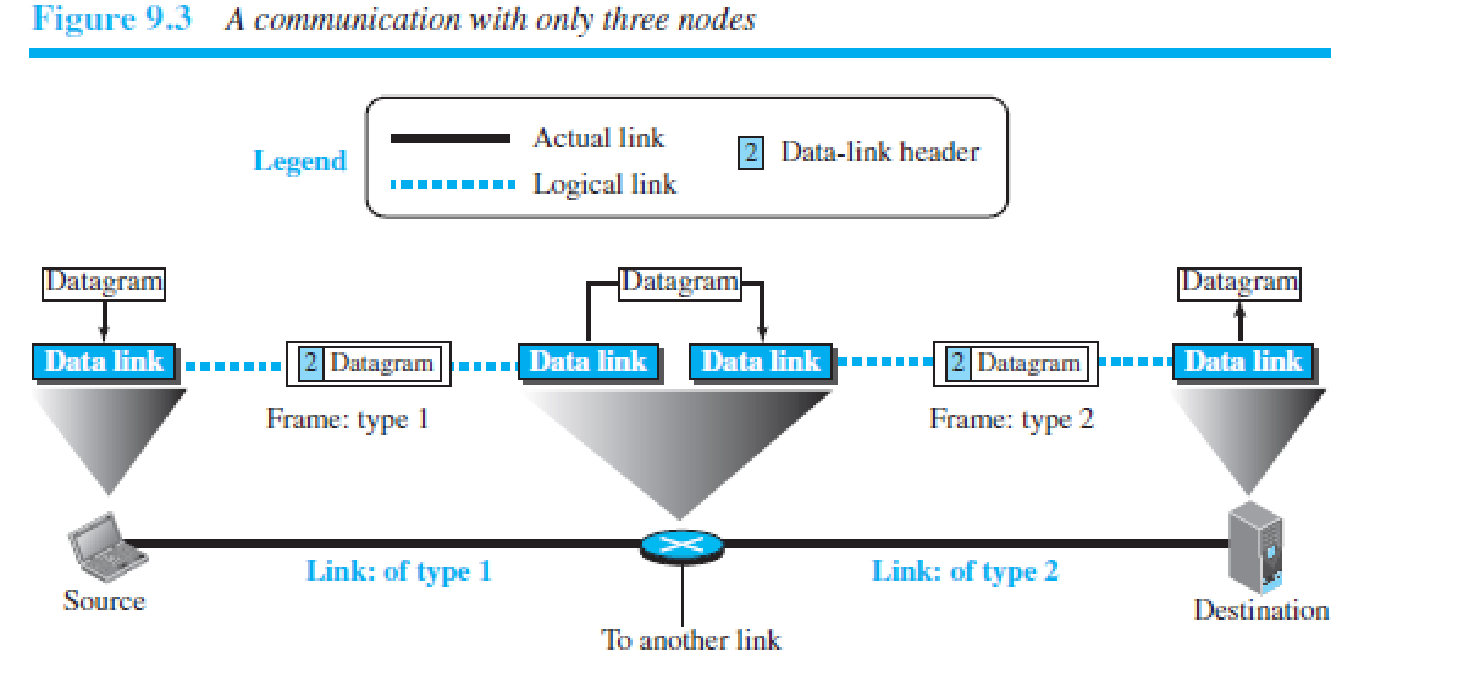 Figure 9.3 A communication with only three nodes
Legend
Actual link
Logical link
2 Data-link header
Datagram
Datagram
Datagram
Data link
2 Datagram
Data link
Data link
2 Datagram
Data link
Frame: type 1
Frame: type 2
Link: of type 1
Link: of type 2
Source
Destination
To another link